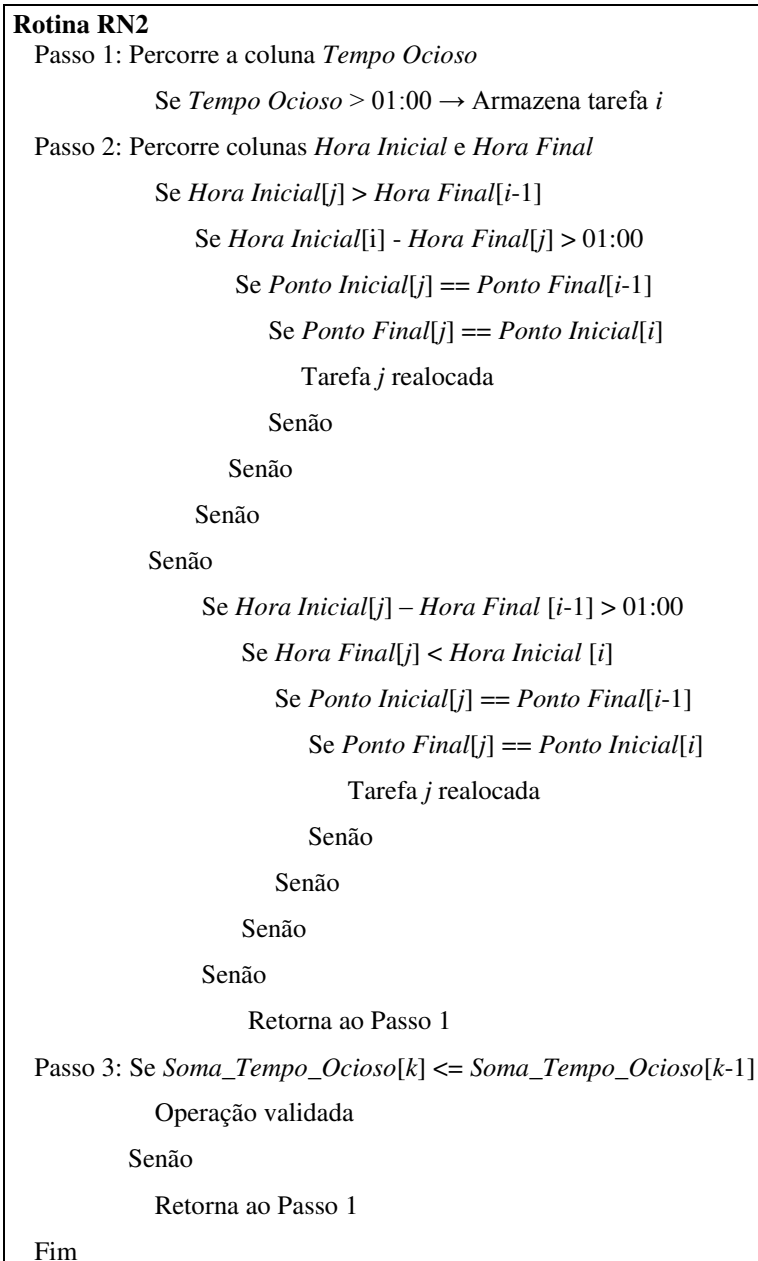 Rotina RN2
Passo 1: Percorre a coluna Tempo Ocioso
Se Tempo Ocioso > 01:00 → Armazena tarefa i
Passo 2: Percorre colunas Hora Inicial e Hora Final
Se Hora Inicial[j] > Hora Final[i-1]
Se Hora Inicial[i] - Hora Final[j] > 01:00
Se Ponto Inicial[j] == Ponto Final[i-1]
Se Ponto Final[j] == Ponto Inicial[i]
Tarefa j realocada
Senão
Senão
Senão
Senão
Se Hora Inicial[j] – Hora Final [i-1] > 01:00
Se Hora Final[j] < Hora Inicial [i]
Se Ponto Inicial[j] == Ponto Final[i-1]
Se Ponto Final[j] == Ponto Inicial[i]
Tarefa j realocada
Senão
Senão
Senão
Senão
Retorna ao Passo 1
Passo 3: Se Soma_Tempo_Ocioso[k] <= Soma_Tempo_Ocioso[k-1]
Operação validada
Senão
Retorna ao Passo 1
Fim